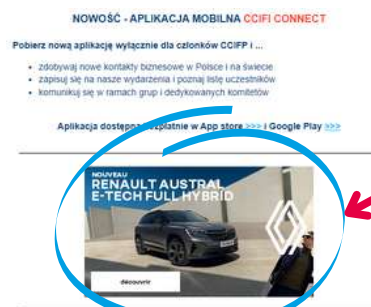 NOWOŚĆ - APLIKACJA MOBILNA CCIFI CONNECT
Pobierz nową aplikację wyłącznie dla członków CCIFP i ...
• zdobywaj nowe kontakty biznesowe w Polsce i na świecie
• zapisuj się na nasze wydarzenia i poznaj listę uczestników
• komunikuj się w ramach grup i dedykowanych komitetów
Aplikacja dostępna bezpłatnie w App store >>> i Google Play >>>
NOUVEAU
RENAULT AUSTRAL
E-TECH FULL HYBRID
découvrir